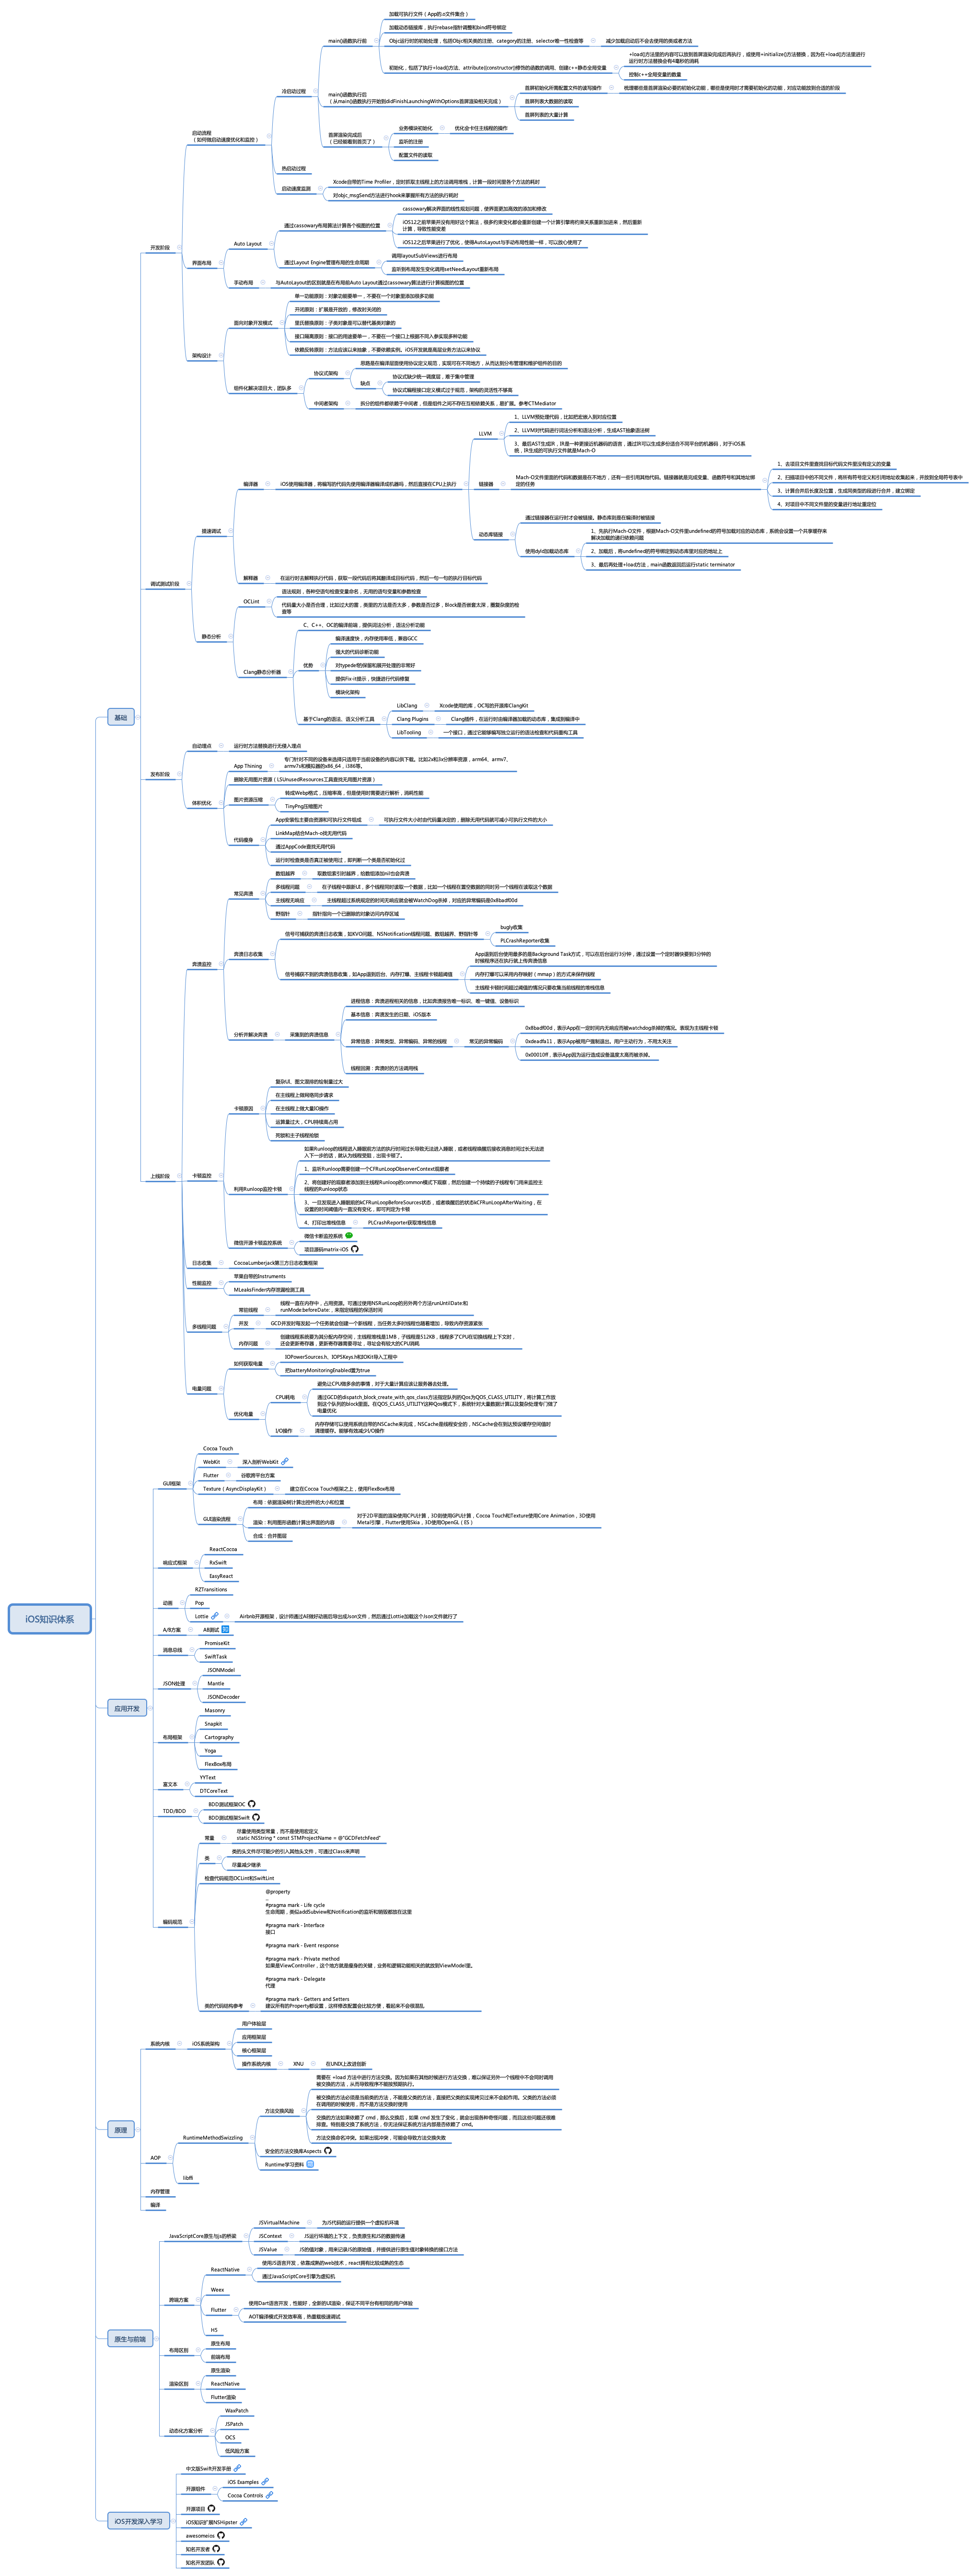 iOS知识体系
基础
开发阶段
启动流程
（如何做启动速度优化和监控）
冷启动过程
main()函数执行前
加载可执行文件（App的.o文件集合）
加载动态链接库，执行rebase指针调整和bind符号绑定
Objc运行时的初始处理，包括Objc相关类的注册、category的注册、selector唯一性检查等
减少加载启动后不会去使用的类或者方法
初始化，包括了执行+load()方法、attribute((constructor))修饰的函数的调用、创建c++静态全局变量
+load()方法里的内容可以放到首屏渲染完成后再执行，或使用+initialize()方法替换，因为在+load()方法里进行
运行时方法替换会有4毫秒的消耗
控制c++全局变量的数量
main()函数执行后
（从main()函数执行开始到didFinishLaunchingWithOptions首屏渲染相关完成）
首屏初始化所需配置文件的读写操作
梳理哪些是首屏渲染必要的初始化功能，哪些是使用时才需要初始化的功能，对应功能放到合适的阶段
首屏列表大数据的读取
首屏列表的大量计算
首屏渲染完成后
（已经能看到首页了）
业务模块初始化
优化会卡住主线程的操作
监听的注册
配置文件的读取
热启动过程
启动速度监测
Xcode自带的Time Profiler，定时抓取主线程上的方法调用堆栈，计算一段时间里各个方法的耗时
对objc_msgSend方法进行hook来掌握所有方法的执行耗时
界面布局
Auto Layout
通过cassowary布局算法计算各个视图的位置
cassowary解决界面的线性规划问题，使界面更加高效的添加和修改
iOS12之前苹果并没有用好这个算法，很多约束变化都会重新创建一个计算引擎将约束关系重新加进来，然后重新
计算，导致性能变差
iOS12之后苹果进行了优化，使得AutoLayout与手动布局性能一样，可以放心使用了
通过Layout Engine管理布局的生命周期
调用layoutSubViews进行布局
监听到布局发生变化调用setNeedLayout重新布局
手动布局
与AutoLayout的区别就是在布局前Auto Layout通过cassowary算法进行计算视图的位置
架构设计
面向对象开发模式
单一功能原则：对象功能要单一，不要在一个对象里添加很多功能
开闭原则：扩展是开放的，修改时关闭的
里氏替换原则：子类对象是可以替代基类对象的
接口隔离原则：接口的用途要单一，不要在一个接口上根据不同入参实现多种功能
依赖反转原则：方法应该以来抽象，不要依赖实例。iOS开发就是高层业务方法以来协议
组件化解决项目大，团队多
协议式架构
思路是在编译层面使用协议定义规范，实现可在不同地方，从而达到分布管理和维护组件的目的
缺点
协议式缺少统一调度层，难于集中管理
协议式编程接口定义模式过于规范，架构的灵活性不够高
中间者架构
拆分的组件都依赖于中间者，但是组件之间不存在互相依赖关系，易扩展。参考CTMediator
调试测试阶段
提速调试
编译器
iOS使用编译器，将编写的代码先使用编译器编译成机器码，然后直接在CPU上执行
LLVM
1、LLVM预处理代码，比如把宏嵌入到对应位置
2、LLVM对代码进行词法分析和语法分析，生成AST抽象语法树
3、最后AST生成IR，IR是一种更接近机器码的语言，通过IR可以生成多份适合不同平台的机器码，对于iOS系
统，IR生成的可执行文件就是Mach-O
链接器
Mach-O文件里面的代码和数据是在不地方，还有一些引用其他代码。链接器就是完成变量、函数符号和其地址绑
定的任务
1、去项目文件里查找目标代码文件里没有定义的变量
2、扫描项目中的不同文件，将所有符号定义和引用地址收集起来，并放到全局符号表中
3、计算合并后长度及位置，生成同类型的段进行合并，建立绑定
4、对项目中不同文件里的变量进行地址重定位
动态库链接
通过链接器在运行时才会被链接。静态库则是在编译时被链接
使用dyld加载动态库
1、先执行Mach-O文件，根据Mach-O文件里undefined的符号加载对应的动态库，系统会设置一个共享缓存来
解决加载的递归依赖问题
2、加载后，将undefined的符号绑定到动态库里对应的地址上
3、最后再处理+load方法，main函数返回后运行static terminator
解释器
在运行时去解释执行代码，获取一段代码后将其翻译成目标代码，然后一句一句的执行目标代码
静态分析
OCLint
语法规则，各种空语句检查变量命名，无用的语句变量和参数检查
代码量大小是否合理，比如过大的雷，类里的方法是否太多，参数是否过多，Block是否嵌套太深，圈复杂度的检
查等
Clang静态分析器
C、C++、OC的编译前端，提供词法分析，语法分析功能
优势
编译速度快，内存使用率低，兼容GCC
强大的代码诊断功能
对typedef的保留和展开处理的非常好
提供Fix-it提示，快捷进行代码修复
模块化架构
基于Clang的语法、语义分析工具
LibClang
Xcode使用的库，OC写的开源库ClangKit
Clang Plugins
Clang插件，在运行时由编译器加载的动态库，集成到编译中
LibTooling
一个接口，通过它能够编写独立运行的语法检查和代码重构工具
发布阶段
自动埋点
运行时方法替换进行无侵入埋点
体积优化
App Thining
专门针对不同的设备来选择只适用于当前设备的内容以供下载。比如2x和3x分辨率资源，arm64、armv7、
armv7s和模拟器的x86_64，i386等。
删除无用图片资源（LSUnusedResources工具查找无用图片资源）
图片资源压缩
转成Webp格式，压缩率高，但是使用时需要进行解析，消耗性能
TinyPng压缩图片
代码瘦身
App安装包主要由资源和可执行文件组成
可执行文件大小时由代码量决定的，删除无用代码就可减小可执行文件的大小
LinkMap结合Mach-o找无用代码
通过AppCode查找无用代码
运行时检查类是否真正被使用过，即判断一个类是否初始化过
上线阶段
奔溃监控
常见奔溃
数组越界
取数组索引时越界，给数组添加nil也会奔溃
多线程问题
在子线程中跟新UI，多个线程同时读取一个数据，比如一个线程在置空数据的同时另一个线程在读取这个数据
主线程无响应
主线程超过系统规定的时间无响应就会被WatchDog杀掉，对应的异常编码是0x8badf00d
野指针
指针指向一个已删除的对象访问内存区域
奔溃日志收集
信号可捕获的奔溃日志收集，如KVO问题、NSNotification线程问题、数组越界、野指针等
bugly收集
PLCrashReporter收集
信号捕获不到的奔溃信息收集，如App退到后台、内存打爆、主线程卡顿超阈值
App退到后台使用最多的是Background Task方式，可以在后台运行3分钟，通过设置一个定时器快要到3分钟的
时候程序还在执行就上传奔溃信息
内存打爆可以采用内存映射（mmap）的方式来保存线程
主线程卡顿时间超过阈值的情况只要收集当前线程的堆栈信息
分析并解决奔溃
采集到的奔溃信息
进程信息：奔溃进程相关的信息，比如奔溃报告唯一标识、唯一键值、设备标识
基本信息：奔溃发生的日期、iOS版本
异常信息：异常类型、异常编码、异常的线程
常见的异常编码
0x8badf00d，表示App在一定时间内无响应而被watchdog杀掉的情况。表现为主线程卡顿
0xdeadfa11，表示App被用户强制退出。用户主动行为，不用太关注
0x00010ff，表示App因为运行造成设备温度太高而被杀掉。
线程回溯：奔溃时的方法调用栈
卡顿监控
卡顿原因
复杂UI、图文混排的绘制量过大
在主线程上做网络同步请求
在主线程上做大量IO操作
运算量过大，CPU持续高占用
死锁和主子线程抢锁
利用Runloop监控卡顿
如果Runloop的线程进入睡眠前方法的执行时间过长导致无法进入睡眠，或者线程唤醒后接收消息时间过长无法进
入下一步的话，就认为线程受阻，出现卡顿了。
1、监听Runloop需要创建一个CFRunLoopObserverContext观察者
2、将创建好的观察者添加到主线程Runloop的common模式下观察，然后创建一个持续的子线程专门用来监控主
线程的Runloop状态
3、一旦发现进入睡眠前的kCFRunLoopBeforeSources状态，或者唤醒后的状态kCFRunLoopAfterWaiting，在
设置的时间阈值内一直没有变化，即可判定为卡顿
4、打印出堆栈信息
PLCrashReporter获取堆栈信息
微信开源卡顿监控系统
微信卡断监控系统
项目源码matrix-iOS
日志收集
CocoaLumberjack第三方日志收集框架
性能监控
苹果自带的Instruments
MLeaksFinder内存泄漏检测工具
多线程问题
常驻线程
线程一直在内存中，占用资源。可通过使用NSRunLoop的另外两个方法runUntilDate:和
runMode:beforeDate:，来指定线程的保活时间
并发
GCD并发时每发起一个任务就会创建一个新线程，当任务太多时线程也随着增加，导致内存资源紧张
内存问题
创建线程系统要为其分配内存空间，主线程堆栈是1MB，子线程是512KB，线程多了CPU在切换线程上下文时，
还会更新寄存器，更新寄存器需要寻址，寻址会有较大的CPU消耗
电量问题
如何获取电量
IOPowerSources.h、IOPSKeys.h和IOKit导入工程中
把batteryMonitoringEnabled置为true
优化电量
CPU耗电
避免让CPU做多余的事情，对于大量计算应该让服务器去处理。
通过GCD的dispatch_block_create_with_qos_class方法指定队列的Qos为QOS_CLASS_UTILITY，将计算工作放
到这个队列的block里面。在QOS_CLASS_UTILITY这种Qos模式下，系统针对大量数据计算以及复杂处理专门做了
电量优化
I/O操作
内存存储可以使用系统自带的NSCache来完成，NSCache是线程安全的，NSCache会在到达预设缓存空间值时
清理缓存。能够有效减少I/O操作
应用开发
GUI框架
Cocoa Touch
WebKit
深入剖析WebKit
Flutter
谷歌跨平台方案
Texture（AsyncDisplayKit）
建立在Cocoa Touch框架之上，使用FlexBox布局
GUI渲染流程
布局：依据渲染树计算出控件的大小和位置
渲染：利用图形函数计算出界面的内容
对于2D平面的渲染使用CPU计算，3D则使用GPU计算，Cocoa Touch和Texture使用Core Animation，3D使用
Metal引擎，Flutter使用Skia，3D使用OpenGL（ES）
合成：合并图层
响应式框架
ReactCocoa
RxSwift
EasyReact
动画
RZTransitions
Pop
Lottie
Airbnb开源框架，设计师通过AE做好动画后导出成Json文件，然后通过Lottie加载这个Json文件就行了
A/B方案
AB测试
消息总线
PromiseKit
SwiftTask
JSON处理
JSONModel
Mantle
JSONDecoder
布局框架
Masonry
Snapkit
Cartography
Yoga
FlexBox布局
富文本
YYText
DTCoreText
TDD/BDD
BDD测试框架OC
BDD测试框架Swift
编码规范
常量
尽量使用类型常量，而不是使用宏定义
static NSString * const STMProjectName = @"GCDFetchFeed"
类
类的头文件尽可能少的引入其他头文件，可通过Class来声明
尽量减少继承
检查代码规范OCLint和SwiftLint
类的代码结构参考
@property
#pragma mark - Life cycle
生命周期，类似addSubview和Notification的监听和销毁都放在这里
#pragma mark - Interface
接口
#pragma mark - Event response
#pragma mark - Private method
如果是ViewController，这个地方就是瘦身的关键，业务和逻辑功能相关的就放到ViewModel里。
#pragma mark - Delegate
代理
#pragma mark - Getters and Setters
建议所有的Property都设置，这样修改配置会比较方便，看起来不会很混乱
原理
系统内核
iOS系统架构
用户体验层
应用框架层
核心框架层
操作系统内核
XNU
在UNIX上改进创新
AOP
RuntimeMethodSwizzling
方法交换风险
需要在 +load 方法中进行方法交换。因为如果在其他时候进行方法交换，难以保证另外一个线程中不会同时调用
被交换的方法，从而导致程序不能按预期执行。
被交换的方法必须是当前类的方法，不能是父类的方法，直接把父类的实现拷贝过来不会起作用。父类的方法必须
在调用的时候使用，而不是方法交换时使用
交换的方法如果依赖了 cmd，那么交换后，如果 cmd 发生了变化，就会出现各种奇怪问题，而且这些问题还很难
排查。特别是交换了系统方法，你无法保证系统方法内部是否依赖了 cmd。
方法交换命名冲突。如果出现冲突，可能会导致方法交换失败
安全的方法交换库Aspects
Runtime学习资料
libffi
内存管理
编译
原生与前端
JavaScriptCore原生与js的桥梁
JSVirtualMachine
为JS代码的运行提供一个虚拟机环境
JSContext
JS运行环境的上下文，负责原生和JS的数据传递
JSValue
JS的值对象，用来记录JS的原始值，并提供进行原生值对象转换的接口方法
跨端方案
ReactNative
使用JS语言开发，依靠成熟的web技术，react拥有比较成熟的生态
通过JavaScriptCore引擎为虚拟机
Weex
Flutter
使用Dart语言开发，性能好，全新的UI渲染，保证不同平台有相同的用户体验
AOT编译模式开发效率高，热重载极速调试
H5
布局区别
原生布局
前端布局
渲染区别
原生渲染
ReactNative
Flutter渲染
动态化方案分析
WaxPatch
JSPatch
OCS
低风险方案
iOS开发深入学习
中文版Swift开发手册
开源组件
iOS Examples
Cocoa Controls
开源项目
iOS知识扩展NSHipster
awesomeios
知名开发者
知名开发团队